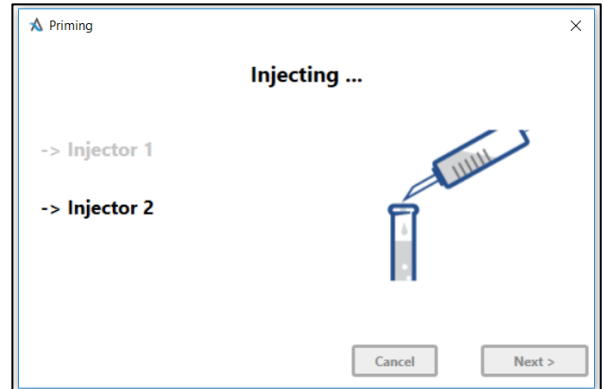 Priming
Injecting ...
-> Injector 1
-> Injector 2
Cancel
Next >